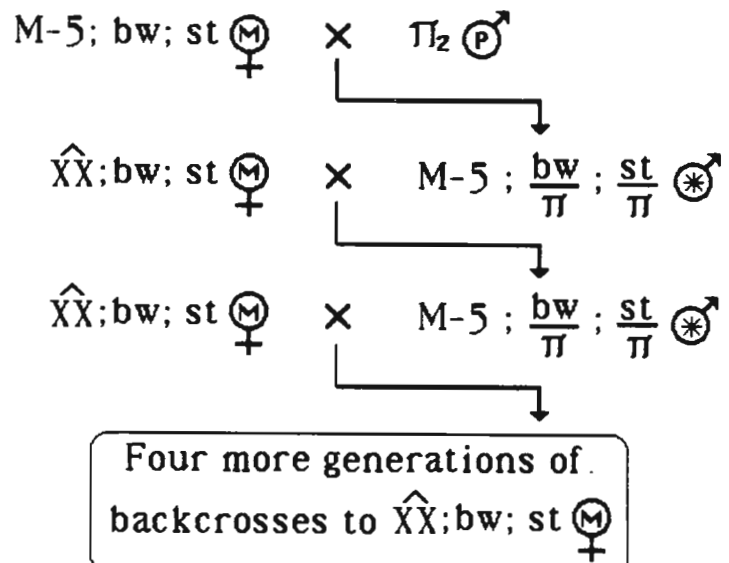 M-5; bw; st Ⓜ♀ × π₂ Ⓟ♂
X͡X; bw; st Ⓜ♀ × M-5 ; bw/π ; st/π ⊛♂
X͡X; bw; st Ⓜ♀ × M-5 ; bw/π ; st/π ⊛♂
Four more generations of
backcrosses to X͡X; bw; st Ⓜ♀